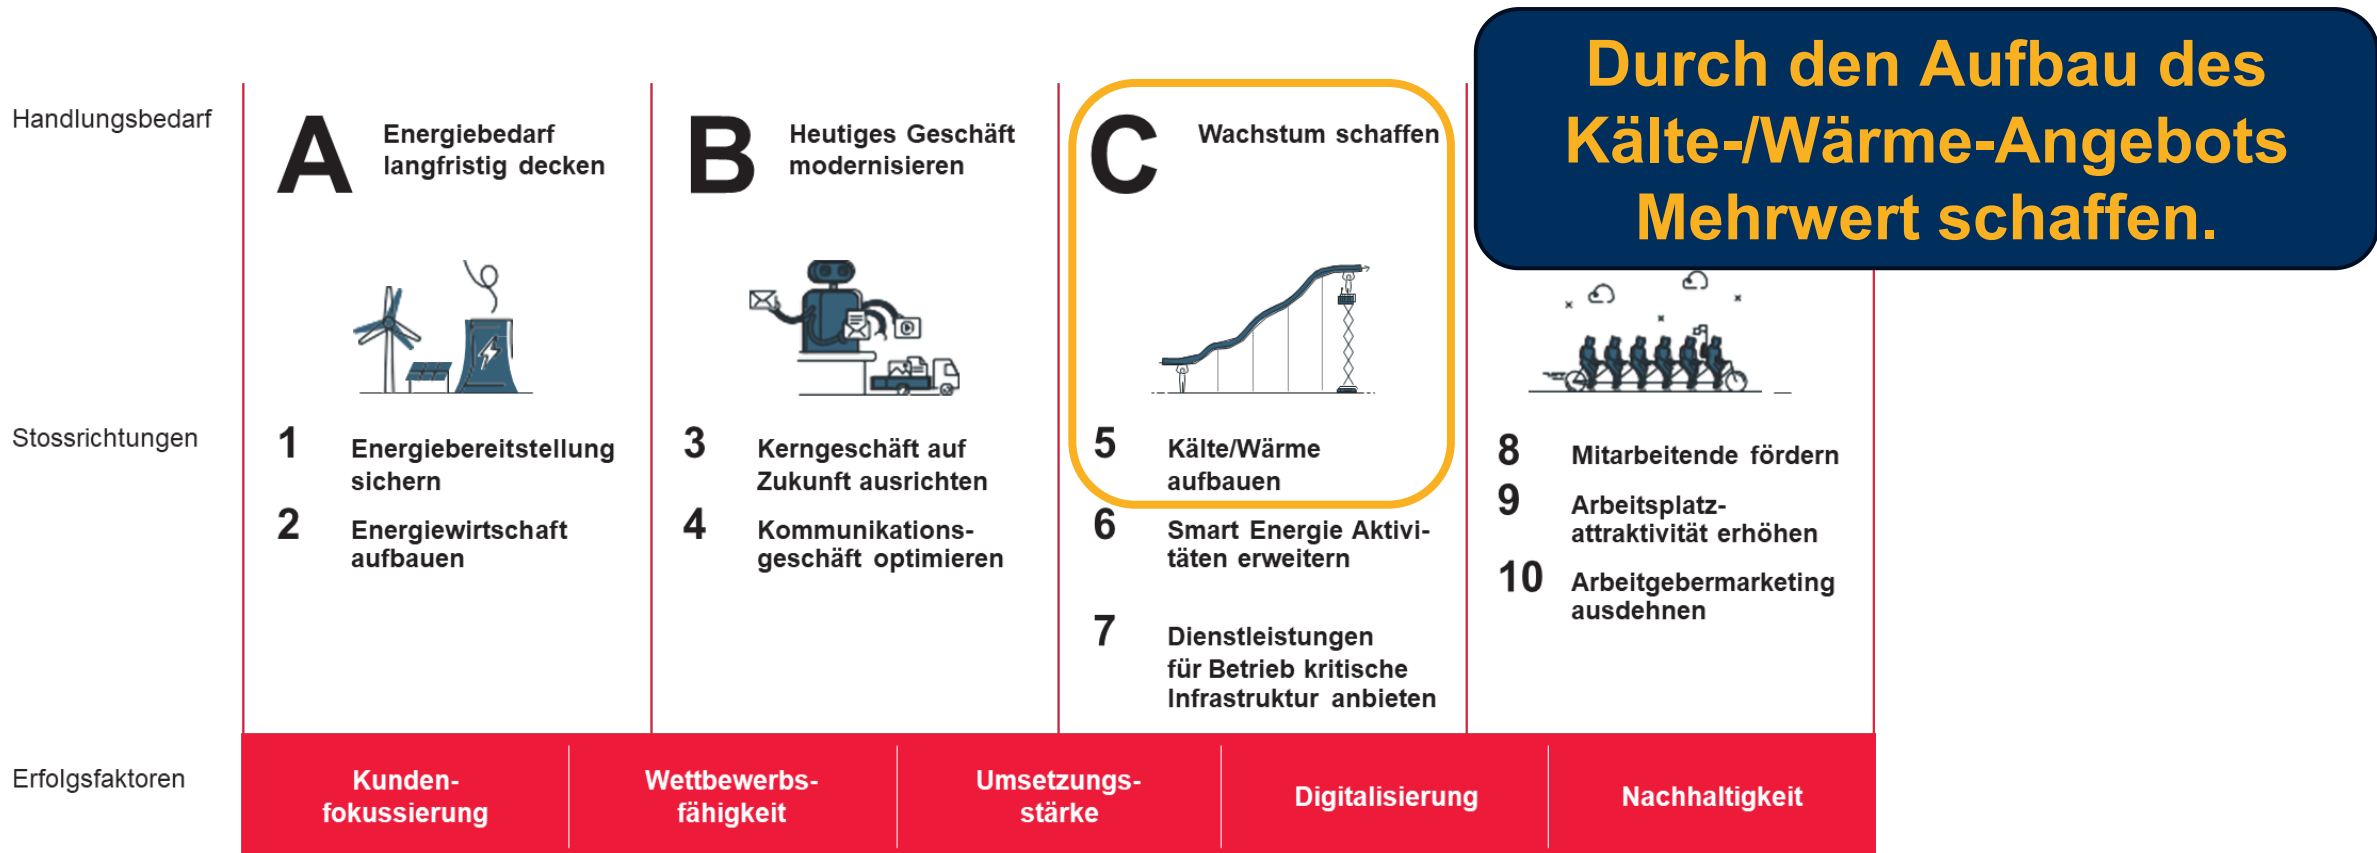 Durch den Aufbau des
Kälte-/Wärme-Angebots
Mehrwert schaffen.
Handlungsbedarf
A
Energiebedarf
langfristig decken
B
Heutiges Geschäft
modernisieren
C
Wachstum schaffen
Stossrichtungen
1
Energiebereitstellung
sichern
2
Energiewirtschaft
aufbauen
3
Kerngeschäft auf
Zukunft ausrichten
4
Kommunikations-
geschäft optimieren
5
Kälte/Wärme
aufbauen
6
Smart Energie Aktivi-
täten erweitern
7
Dienstleistungen
für Betrieb kritische
Infrastruktur anbieten
8
Mitarbeitende fördern
9
Arbeitsplatz-
attraktivität erhöhen
10
Arbeitgebermarketing
ausdehnen
Erfolgsfaktoren
Kunden-
fokussierung
Wettbewerbs-
fähigkeit
Umsetzungs-
stärke
Digitalisierung
Nachhaltigkeit